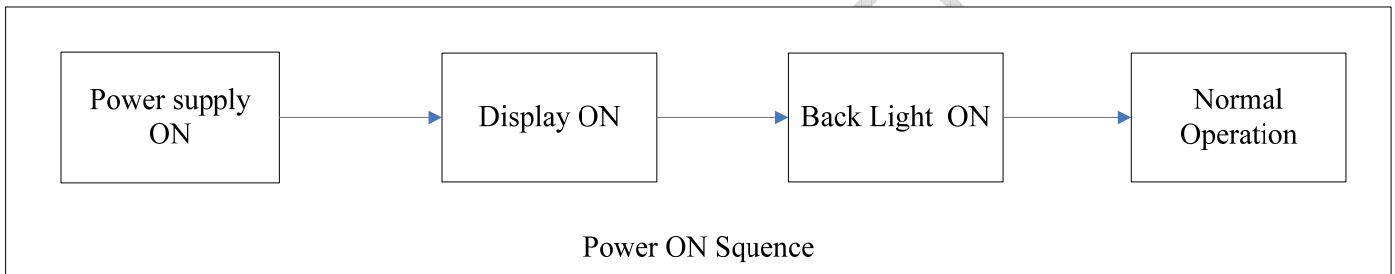 Power supply
ON
Display ON
Back Light ON
Normal
Operation
Power ON Squence